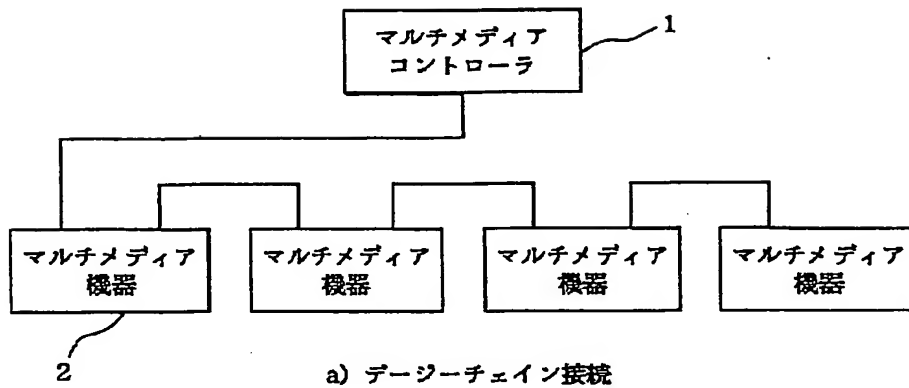 マルチメディア
コントローラ
1
マルチメディア
機器
マルチメディア
機器
マルチメディア
機器
マルチメディア
機器
2
a) デージーチェイン接続